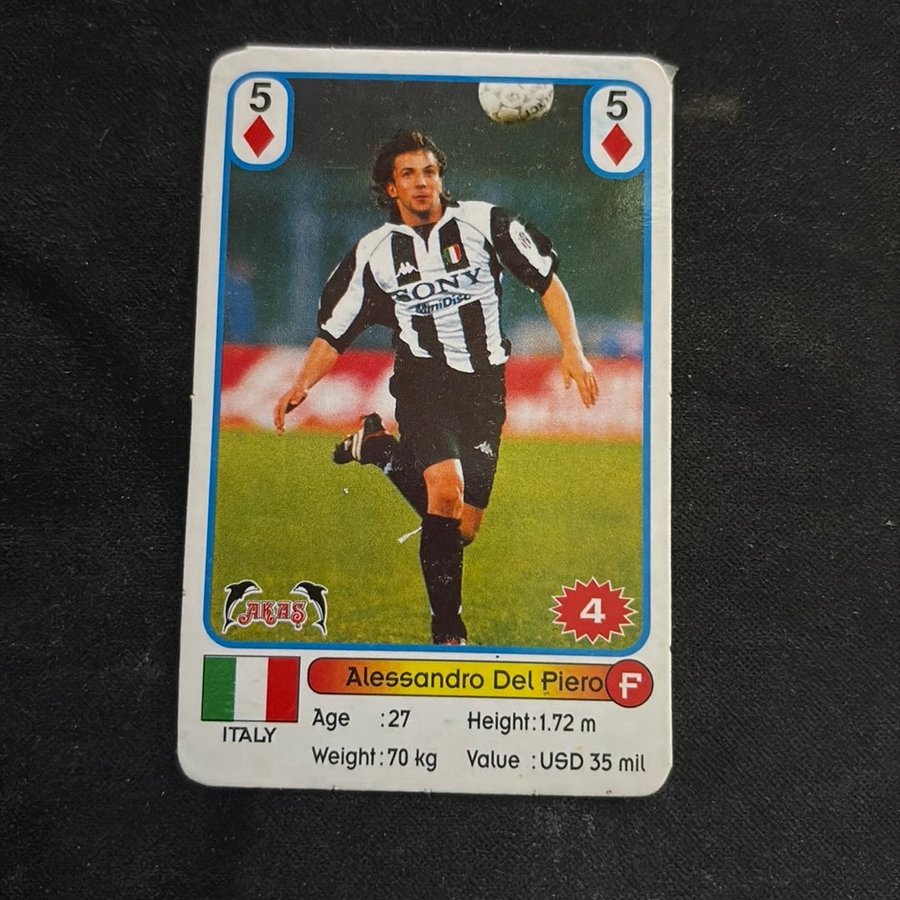 5
5
SONY
MiniDisc
AKAŞ
4
Alessandro Del Piero F
ITALY
Age :27 Height:1.72 m
Weight:70 kg Value :USD 35 mil